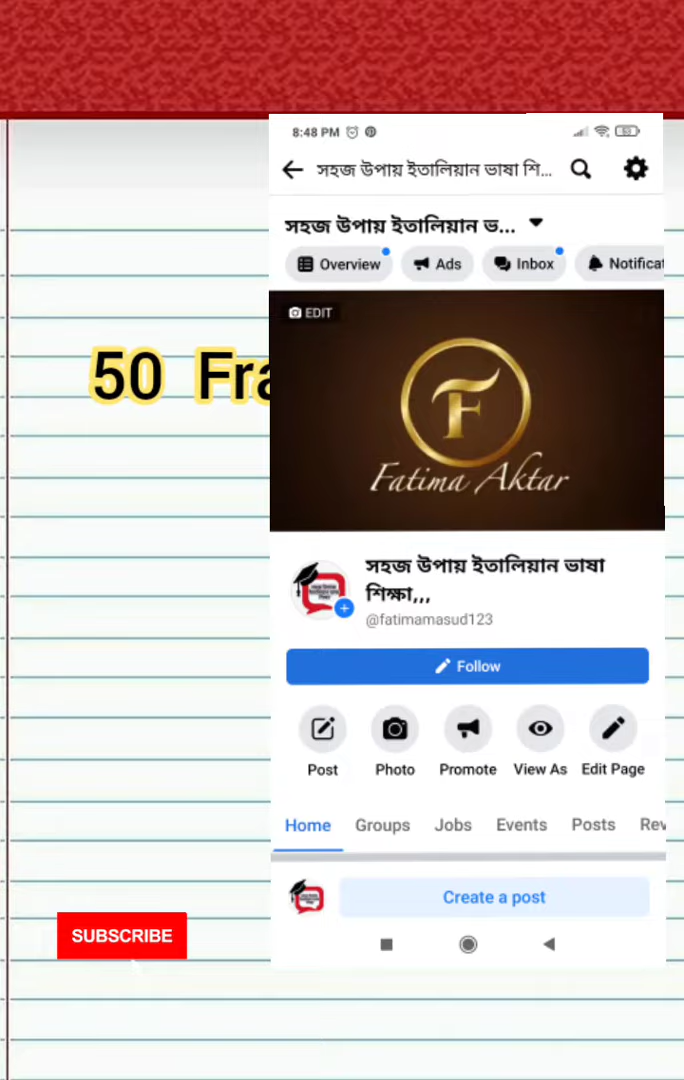 8:48 PM
সহজ উপায় ইতালিয়ান ভাষা শি...
সহজ উপায় ইতালিয়ান ভ...
Overview Ads Inbox Notificat
EDIT
50 Fra
F
Fatima Aktar
সহজ উপায় ইতালিয়ান ভাষা
শিক্ষা,,,
@fatimamasud123
Follow
Post Photo Promote View As Edit Page
Home Groups Jobs Events Posts Rev
Create a post
SUBSCRIBE